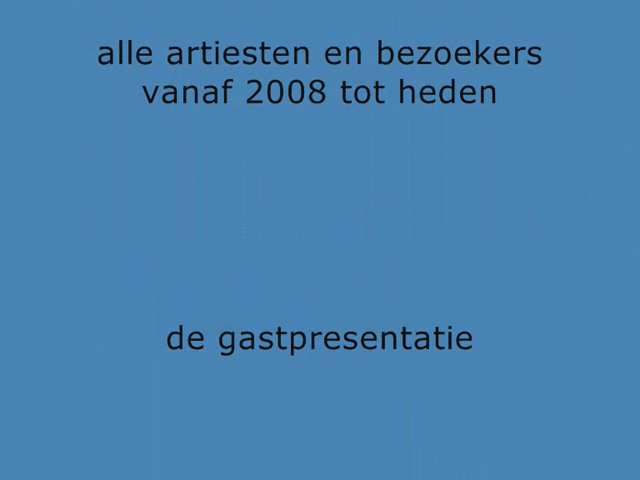 alle artiesten en bezoekers
vanaf 2008 tot heden
de gastpresentatie